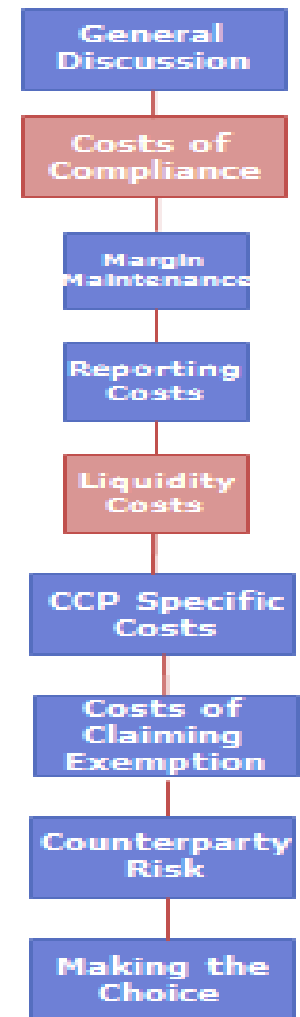 General
Discussion
Costs of
Compliance
Margin
Maintenance
Reporting
Costs
Liquidity
Costs
CCP Specific
Costs
Costs of
Claiming
Exemption
Counterparty
Risk
Making the
Choice